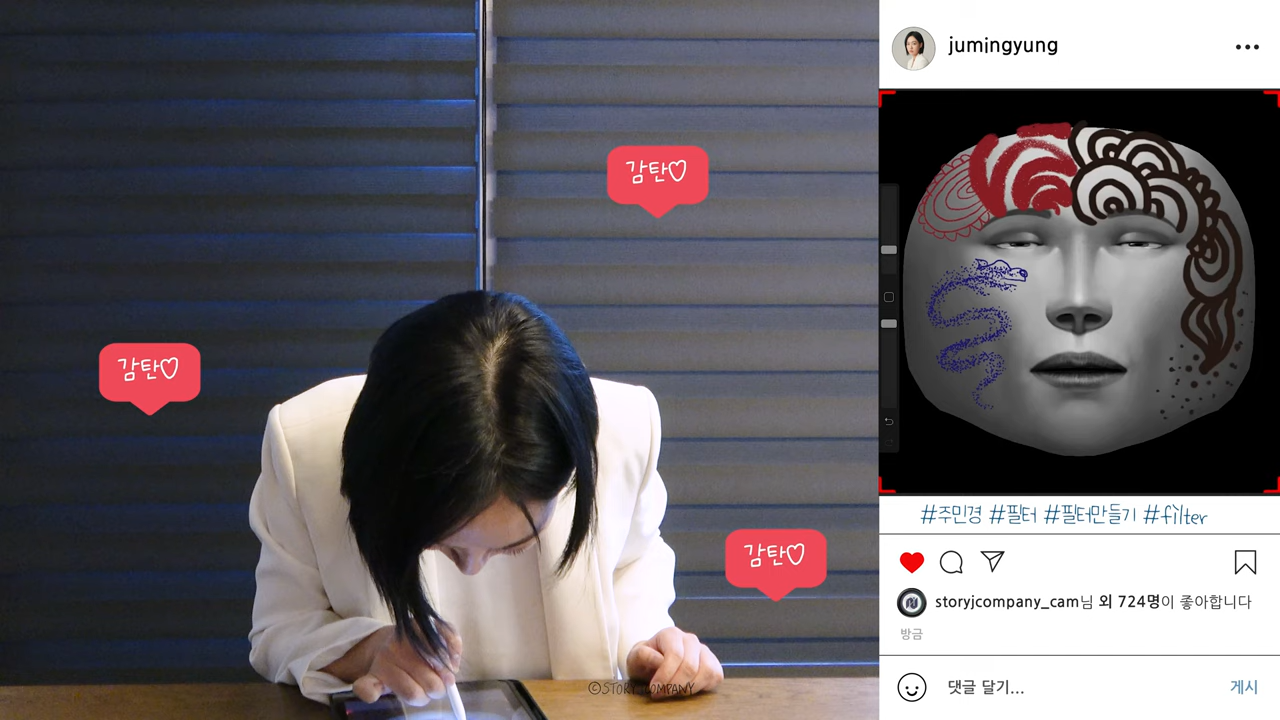 감탄♡
감탄♡
감탄♡
©STORYJCOMPANY
jumingyung
#주민경 #필터 #필터만들기 #filter
storyjcompany_cam님 외 724명이 좋아합니다
방금
댓글 달기...
게시